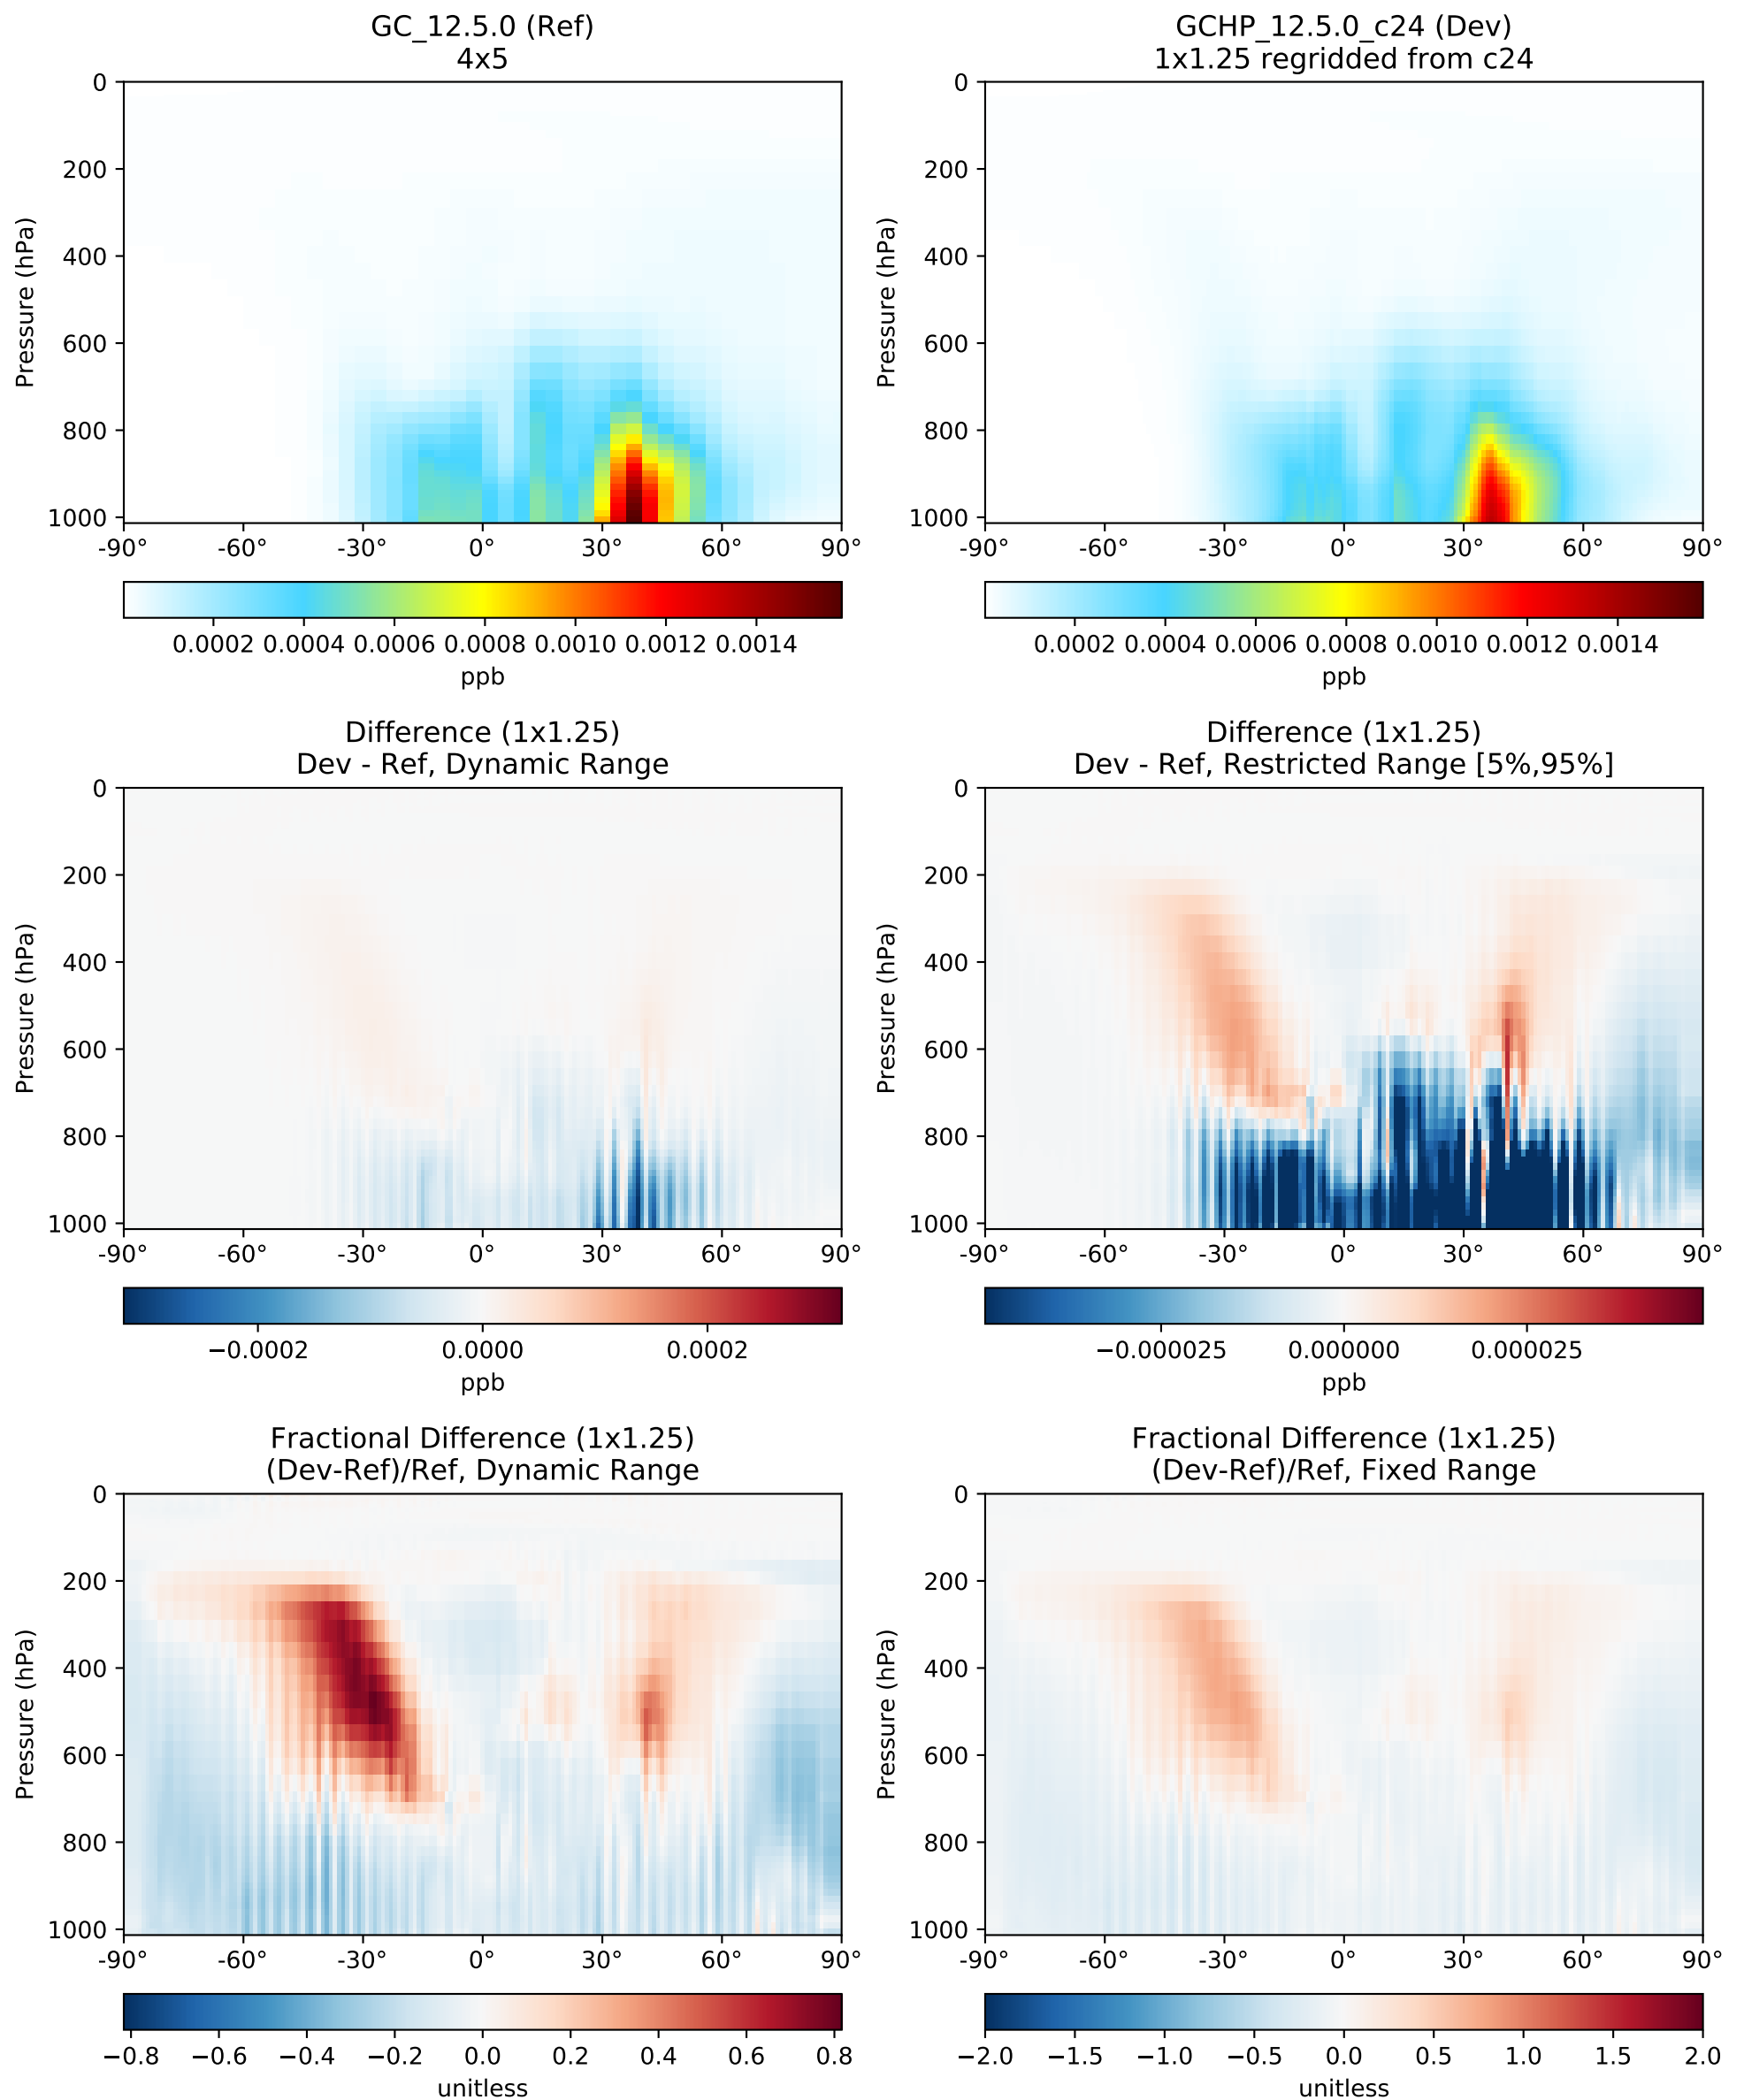 GC_12.5.0 (Ref)
4x5
GCHP_12.5.0_c24 (Dev)
1x1.25 regridded from c24
Pressure (hPa)
0
200
400
600
800
1000
-90° -60° -30° 0° 30° 60° 90°
0.0002 0.0004 0.0006 0.0008 0.0010 0.0012 0.0014
ppb
Pressure (hPa)
0
200
400
600
800
1000
-90° -60° -30° 0° 30° 60° 90°
0.0002 0.0004 0.0006 0.0008 0.0010 0.0012 0.0014
ppb
Difference (1x1.25)
Dev - Ref, Dynamic Range
Difference (1x1.25)
Dev - Ref, Restricted Range [5%,95%]
Pressure (hPa)
0
200
400
600
800
1000
-90° -60° -30° 0° 30° 60° 90°
−0.0002 0.0000 0.0002
ppb
Pressure (hPa)
0
200
400
600
800
1000
-90° -60° -30° 0° 30° 60° 90°
−0.000025 0.000000 0.000025
ppb
Fractional Difference (1x1.25)
(Dev-Ref)/Ref, Dynamic Range
Fractional Difference (1x1.25)
(Dev-Ref)/Ref, Fixed Range
Pressure (hPa)
0
200
400
600
800
1000
-90° -60° -30° 0° 30° 60° 90°
−0.8 −0.6 −0.4 −0.2 0.0 0.2 0.4 0.6 0.8
unitless
Pressure (hPa)
0
200
400
600
800
1000
-90° -60° -30° 0° 30° 60° 90°
−2.0 −1.5 −1.0 −0.5 0.0 0.5 1.0 1.5 2.0
unitless